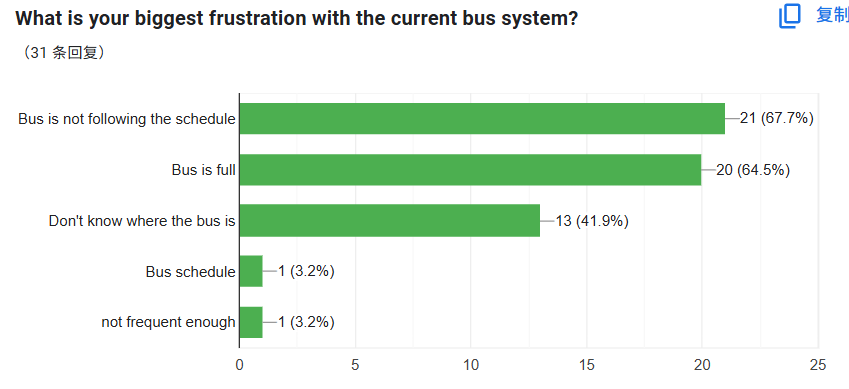 What is your biggest frustration with the current bus system?
复制
(31 条回复)
Bus is not following the schedule
21 (67.7%)
Bus is full
20 (64.5%)
Don't know where the bus is
13 (41.9%)
Bus schedule
1 (3.2%)
not frequent enough
1 (3.2%)
0
5
10
15
20
25